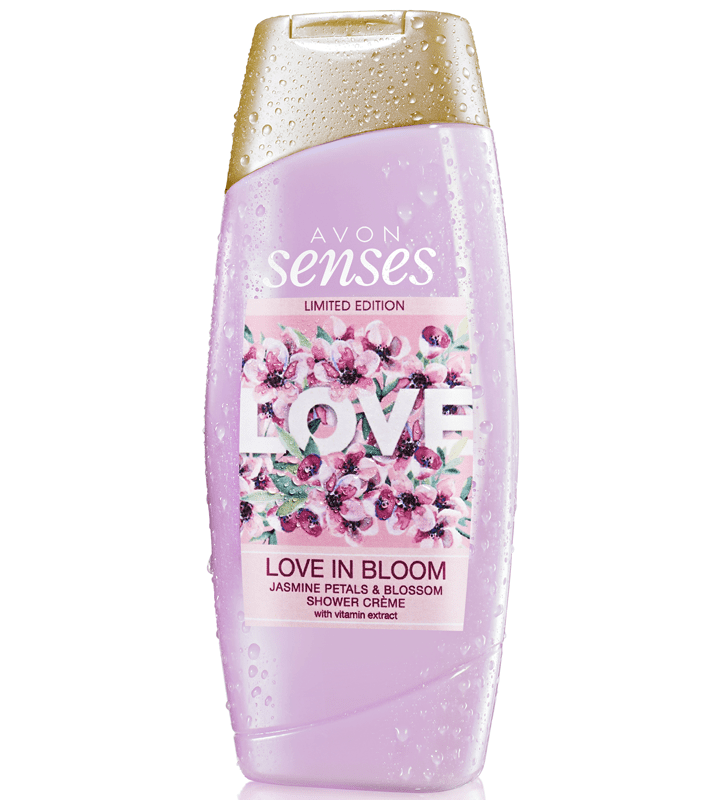 AVON
senses
LIMITED EDITION
LOVE
LOVE IN BLOOM
JASMINE PETALS & BLOSSOM
SHOWER CRÈME
with vitamin extract